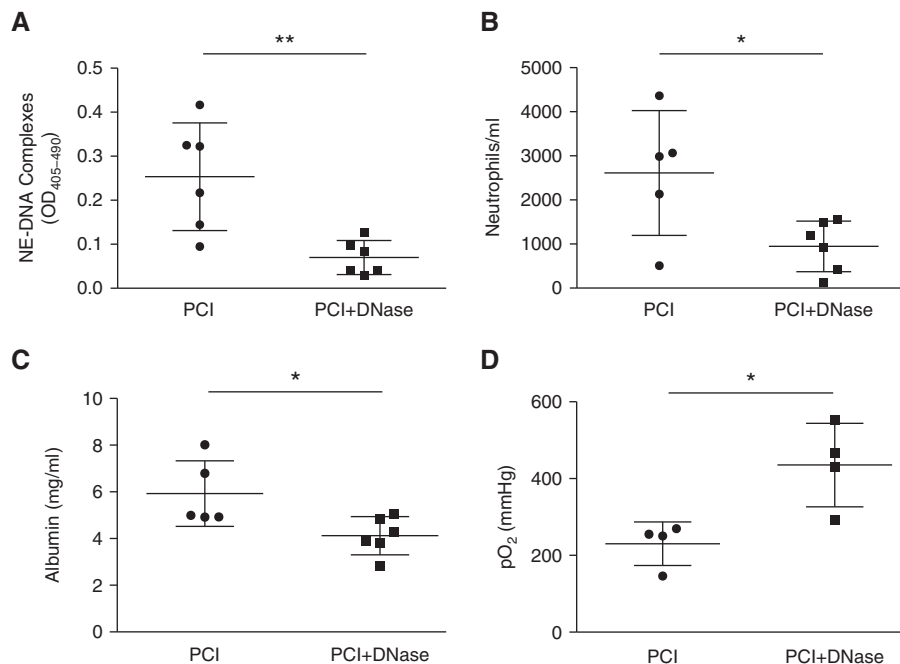 A
**
NE-DNA Complexes
(OD405–490)
0.5
0.4
0.3
0.2
0.1
0.0
PCI
PCI+DNase
B
*
Neutrophils/ml
5000
4000
3000
2000
1000
0
PCI
PCI+DNase
C
*
Albumin (mg/ml)
10
8
6
4
2
0
PCI
PCI+DNase
D
*
pO2 (mmHg)
600
400
200
0
PCI
PCI+DNase